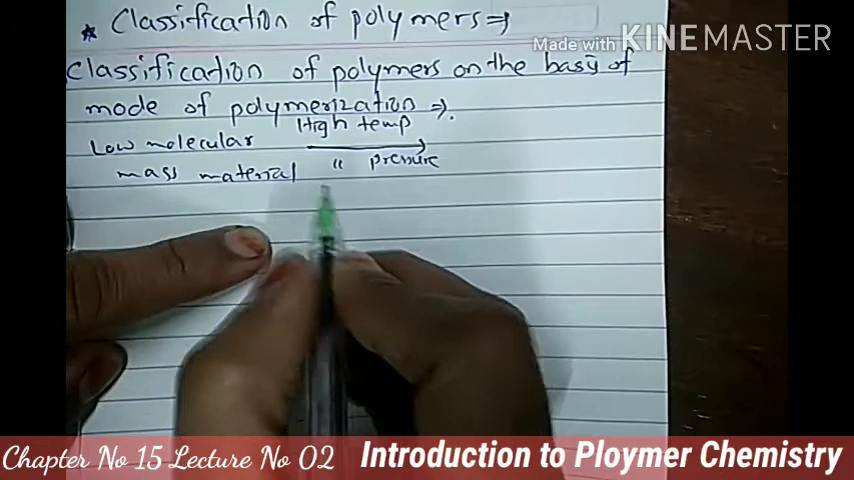 * Classification of polymers ⇒
Made with KINEMASTER
Classification of polymers on the basis of
mode of polymerization ⇒.
High temp
Low molecular ⟶
mass material " pressure
Chapter No 15 Lecture No 02 Introduction to Ploymer Chemistry